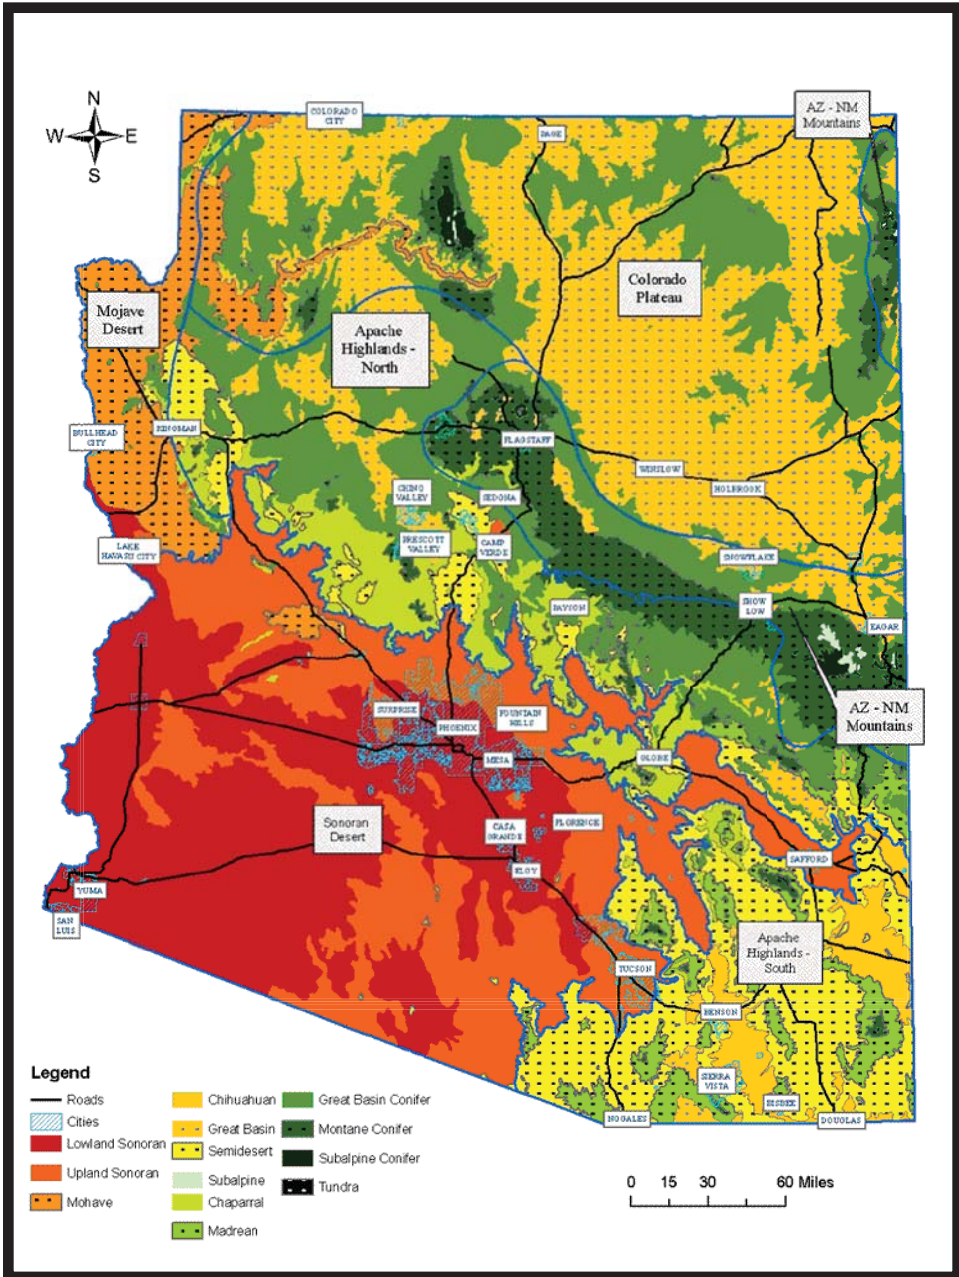 N
W E
S
COLORADO
CITY
PAGE
AZ - NM
Mountains
Colorado
Plateau
Mojave
Desert
Apache
Highlands -
North
BULLHEAD
CITY
KINGMAN
FLAGSTAFF
WINSLOW
HOLBROOK
CHINO
VALLEY
SEDONA
PRESCOTT
VALLEY
CAMP
VERDE
LAKE
HAVASU CITY
SNOWFLAKE
PAYSON
SHOW
LOW
EAGAR
AZ - NM
Mountains
SURPRISE
PHOENIX
FOUNTAIN
HILLS
MESA
GLOBE
Sonoran
Desert
CASA
GRANDE
FLORENCE
ELOY
SAFFORD
YUMA
SAN
LUIS
Apache
Highlands -
South
TUCSON
BENSON
SIERRA
VISTA
BISBEE
NOGALES
DOUGLAS
Legend
Roads
Cities
Lowland Sonoran
Upland Sonoran
Mohave
Chihuahuan
Great Basin
Semidesert
Subalpine
Chaparral
Madrean
Great Basin Conifer
Montane Conifer
Subalpine Conifer
Tundra
0 15 30 60 Miles